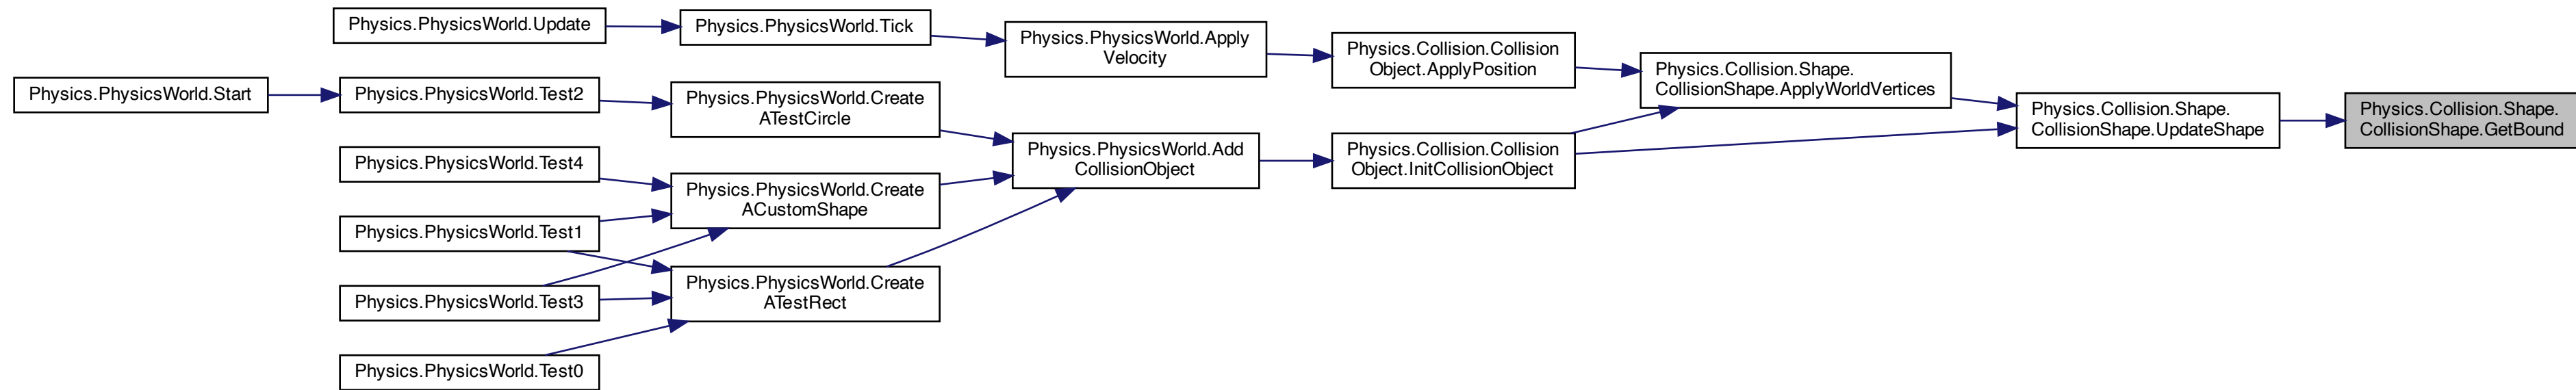 Physics.PhysicsWorld.Update
Physics.PhysicsWorld.Tick
Physics.PhysicsWorld.Apply
Velocity
Physics.Collision.Collision
Object.ApplyPosition
Physics.Collision.Shape.
CollisionShape.ApplyWorldVertices
Physics.Collision.Shape.
CollisionShape.UpdateShape
Physics.Collision.Shape.
CollisionShape.GetBound
Physics.PhysicsWorld.Start
Physics.PhysicsWorld.Test2
Physics.PhysicsWorld.Create
ATestCircle
Physics.PhysicsWorld.Add
CollisionObject
Physics.Collision.Collision
Object.InitCollisionObject
Physics.PhysicsWorld.Test4
Physics.PhysicsWorld.Create
ACustomShape
Physics.PhysicsWorld.Test1
Physics.PhysicsWorld.Test3
Physics.PhysicsWorld.Create
ATestRect
Physics.PhysicsWorld.Test0